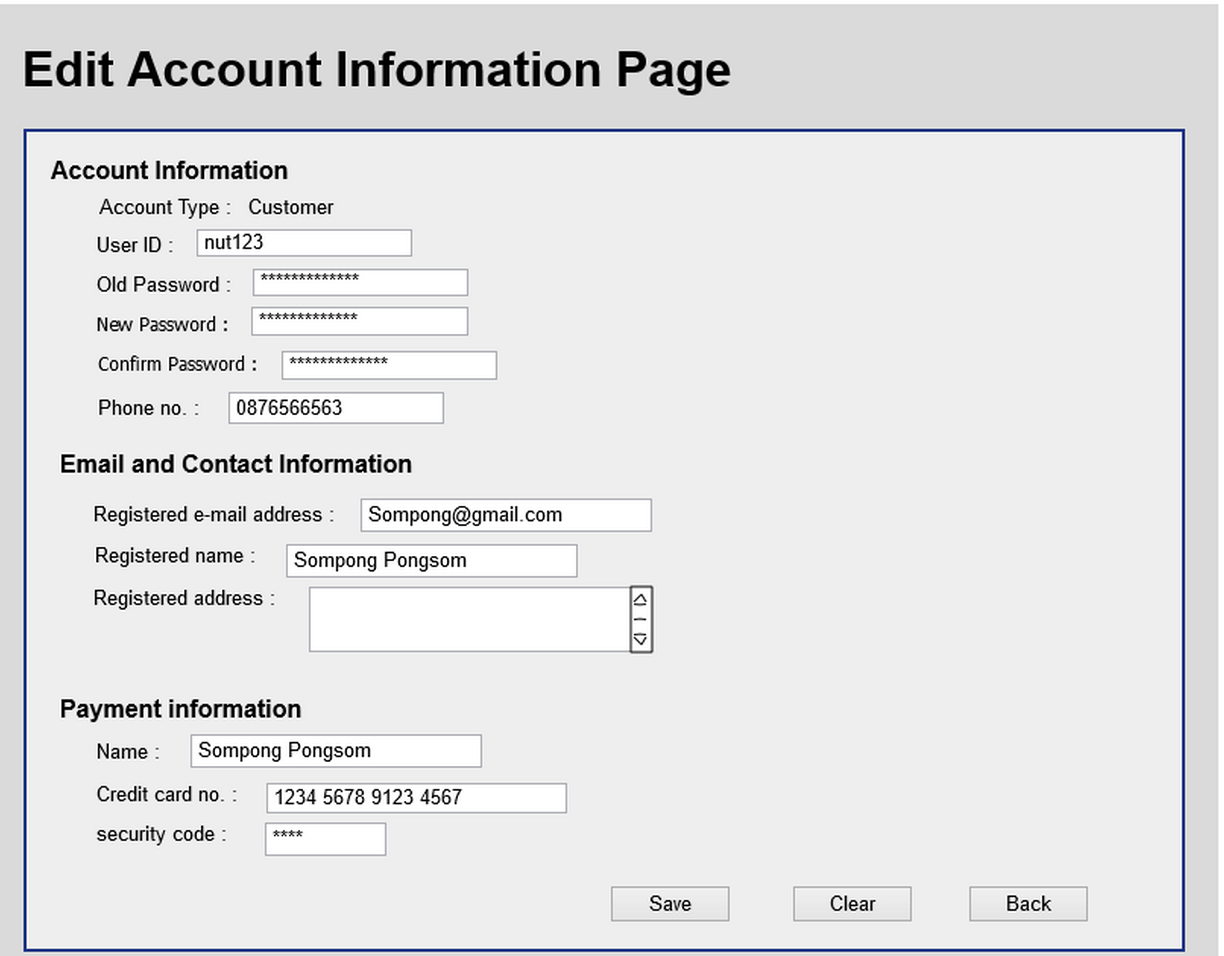 Edit Account Information Page
Account Information
Account Type : Customer
User ID : nut123
Old Password : *************
New Password : *************
Confirm Password : *************
Phone no. : 0876566563
Email and Contact Information
Registered e-mail address : Sompong@gmail.com
Registered name : Sompong Pongsom
Registered address :
Payment information
Name : Sompong Pongsom
Credit card no. : 1234 5678 9123 4567
security code : ****
Save Clear Back